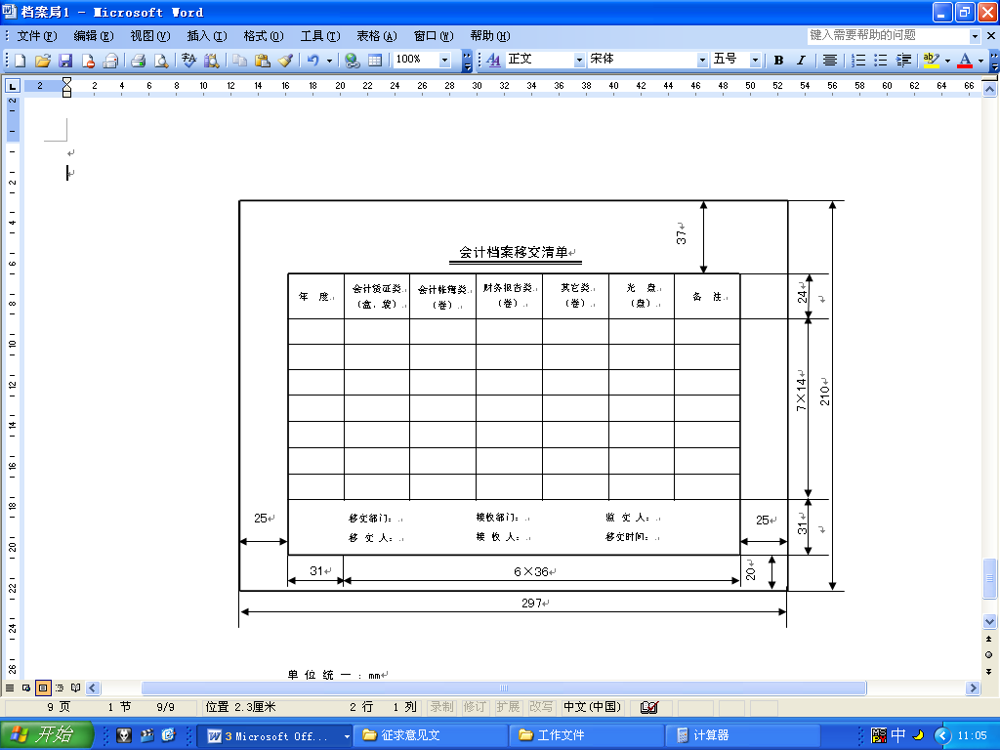 档案局1 - Microsoft Word
文件(F) 编辑(E) 视图(V) 插入(I) 格式(O) 工具(T) 表格(A) 窗口(W) 帮助(H) 键入需要帮助的问题
100% 正文 宋体 五号 B I A
2 2 4 6 8 10 12 14 16 18 20 22 24 26 28 30 32 34 36 38 40 42 44 46 48 50 52 54 56 58 60 62 64 66
37
会计档案移交清单
年 度 会计凭证类 会计帐簿类 财务报告类 其它类 光 盘 备 注
(盒、袋) (卷) (卷) (卷) (盘)
24
7×14
210
25 移交部门: 接收部门: 监 交 人: 25 31
移 交 人: 接 收 人: 移交时间:
31 6×36 20
297
单 位 统 一 : mm
9 页 1 节 9/9 位置 2.3厘米 2 行 1 列 录制 修订 扩展 改写 中文(中国)
开始 3 Microsoft Off... 征求意见文 工作文件 计算器 中 11:05